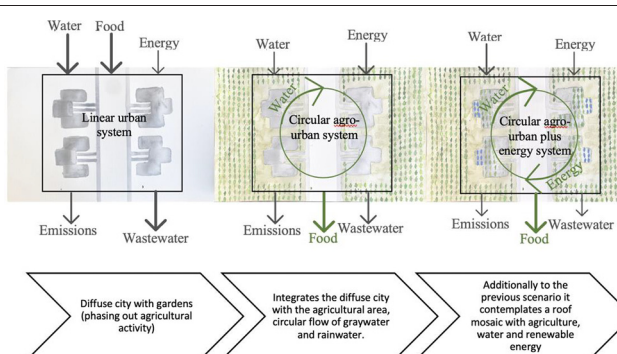 Water
Food
Energy
Linear urban
system
Emissions
Wastewater
Diffuse city with gardens
(phasing out agricultural
activity)
Water
Energy
Water
Circular agro-
urban system
Emissions
Wastewater
Food
Integrates the diffuse city
with the agricultural area,
circular flow of graywater
and rainwater.
Water
Energy
Water
Circular agro-
urban plus
energy system
Energy
Emissions
Wastewater
Food
Additionally to the
previous scenario it
contemplates a roof
mosaic with agriculture,
water and renewable
energy